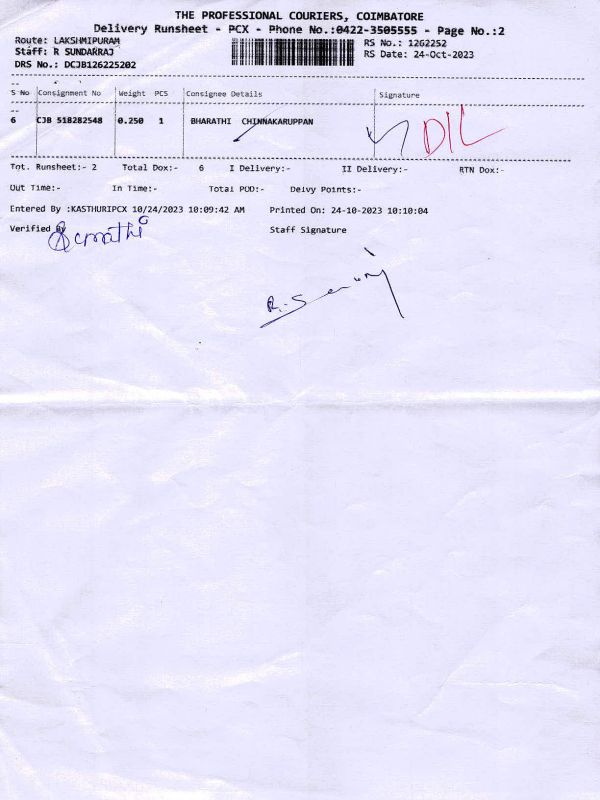 THE PROFESSIONAL COURIERS, COIMBATORE
Delivery Runsheet - PCX - Phone No.:0422-3505555 - Page No.:2
Route: LAKSHMIPURAM
RS No.: 1262252
Staff: R SUNDARRAJ
RS Date: 24-Oct-2023
DRS No.: DCJB126225202
S No Consignment No Weight PCS Consignee Details Signature
6 CJB 518282548 0.250 1 BHARATHI CHINNAKARUPPAN
DIL
Tot. Runsheet:- 2 Total Dox:- 6 I Delivery:- II Delivery:- RTN Dox:-
Out Time:- In Time:- Total POD:- Delvy Points:-
Entered By :KASTHURIPCX 10/24/2023 10:09:42 AM Printed On: 24-10-2023 10:10:04
Verified By Staff Signature